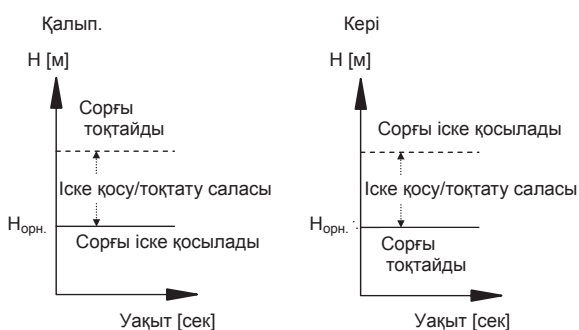 Қалып.
H [м]
Сорғы
тоқтайды
Іске қосу/тоқтату саласы
Hорн.
Сорғы іске қосылады
Уақыт [сек]
Кері
H [м]
Сорғы іске қосылады
Іске қосу/тоқтату саласы
Hорн.
Сорғы
тоқтайды
Уақыт [сек]